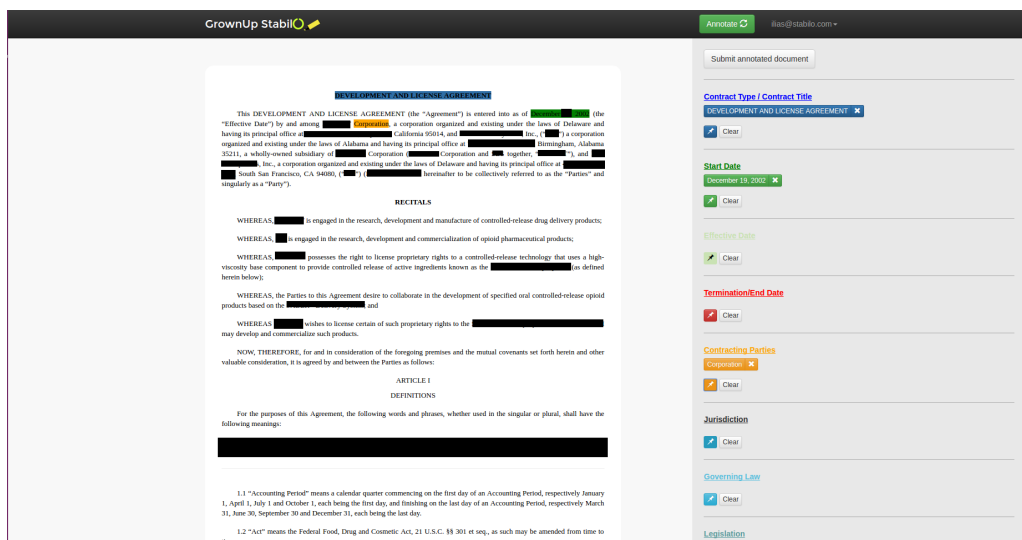 GrownUp Stabilo
Annotate
ilias@stabilo.com
Submit annotated document
DEVELOPMENT AND LICENSE AGREEMENT
This DEVELOPMENT AND LICENSE AGREEMENT (the “Agreement”) is entered into as of December 2002 (the
“Effective Date”) by and among Corporation, a corporation organized and existing under the laws of Delaware and
having its principal office at California 95014, and Inc., (“ ”) a corporation
organized and existing under the laws of Alabama and having its principal office at Birmingham, Alabama
35211, a wholly-owned subsidiary of Corporation ( Corporation and together, “ ”), and
s, Inc., a corporation organized and existing under the laws of Delaware and having its principal office at
South San Francisco, CA 94080, (“ ”) ( hereinafter to be collectively referred to as the “Parties” and
singularly as a “Party”).
RECITALS
WHEREAS, is engaged in the research, development and manufacture of controlled-release drug delivery products;
WHEREAS, is engaged in the research, development and commercialization of opioid pharmaceutical products;
WHEREAS, possesses the right to license proprietary rights to a controlled-release technology that uses a high-
viscosity base component to provide controlled release of active ingredients known as the (as defined
herein below);
WHEREAS, the Parties to this Agreement desire to collaborate in the development of specified oral controlled-release opioid
products based on the and
WHEREAS wishes to license certain of such proprietary rights to the
may develop and commercialize such products.
NOW, THEREFORE, for and in consideration of the foregoing premises and the mutual covenants set forth herein and other
valuable consideration, it is agreed by and between the Parties as follows:
ARTICLE I
DEFINITIONS
For the purposes of this Agreement, the following words and phrases, whether used in the singular or plural, shall have the
following meanings:
1.1 “Accounting Period” means a calendar quarter commencing on the first day of an Accounting Period, respectively January
1, April 1, July 1 and October 1, each being the first day, and finishing on the last day of an Accounting Period, respectively March
31, June 30, September 30 and December 31, each being the last day.
1.2 “Act” means the Federal Food, Drug and Cosmetic Act, 21 U.S.C. §§ 301 et seq., as such may be amended from time to
Contract Type / Contract Title
DEVELOPMENT AND LICENSE AGREEMENT
Clear
Start Date
December 19, 2002
Clear
Effective Date
Clear
Termination/End Date
Clear
Contracting Parties
Corporation
Clear
Jurisdiction
Clear
Governing Law
Clear
Legislation